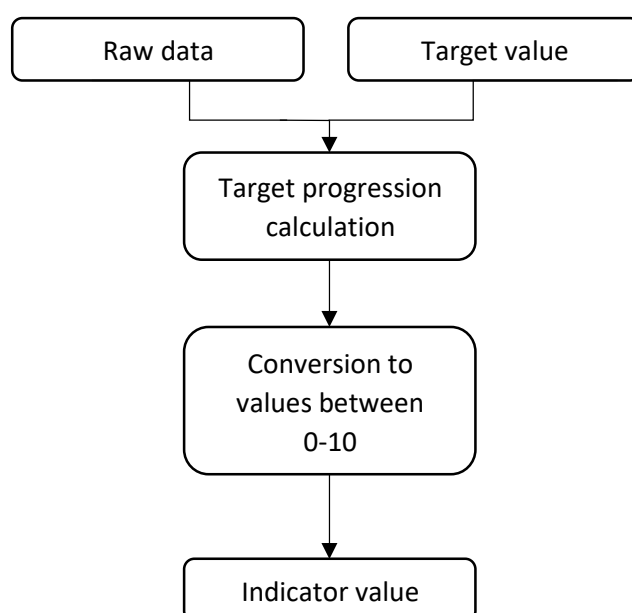 Raw data
Target value
Target progression
calculation
Conversion to
values between
0-10
Indicator value